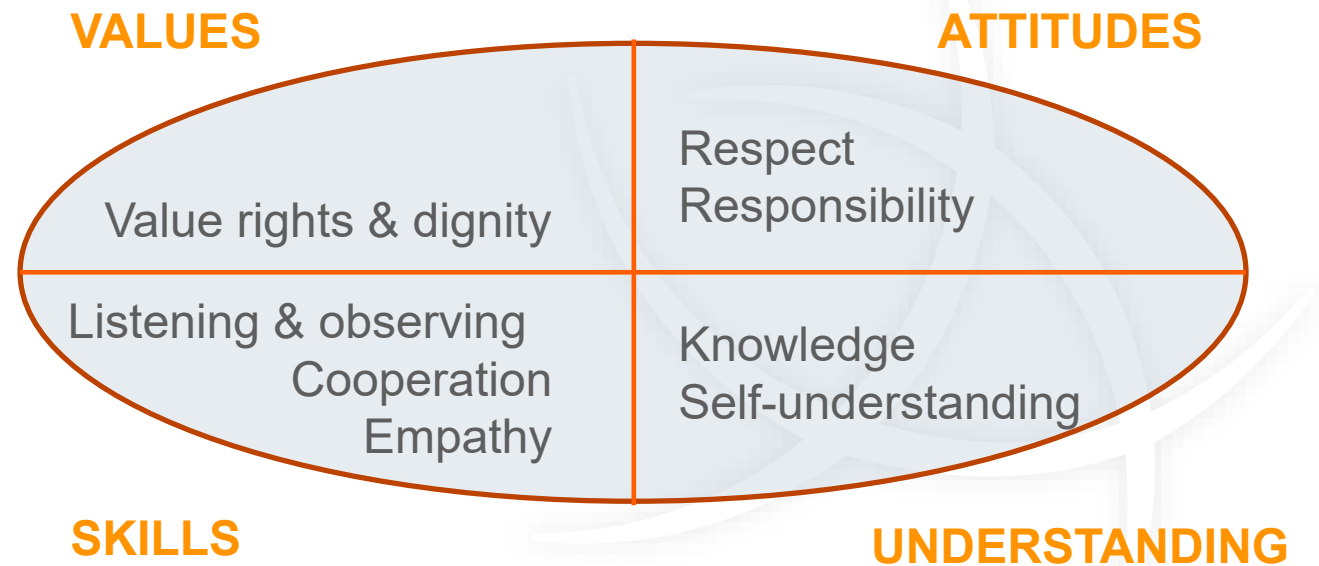 VALUES
ATTITUDES
Value rights & dignity
Respect
Responsibility
Listening & observing
Cooperation
Empathy
Knowledge
Self-understanding
SKILLS
UNDERSTANDING